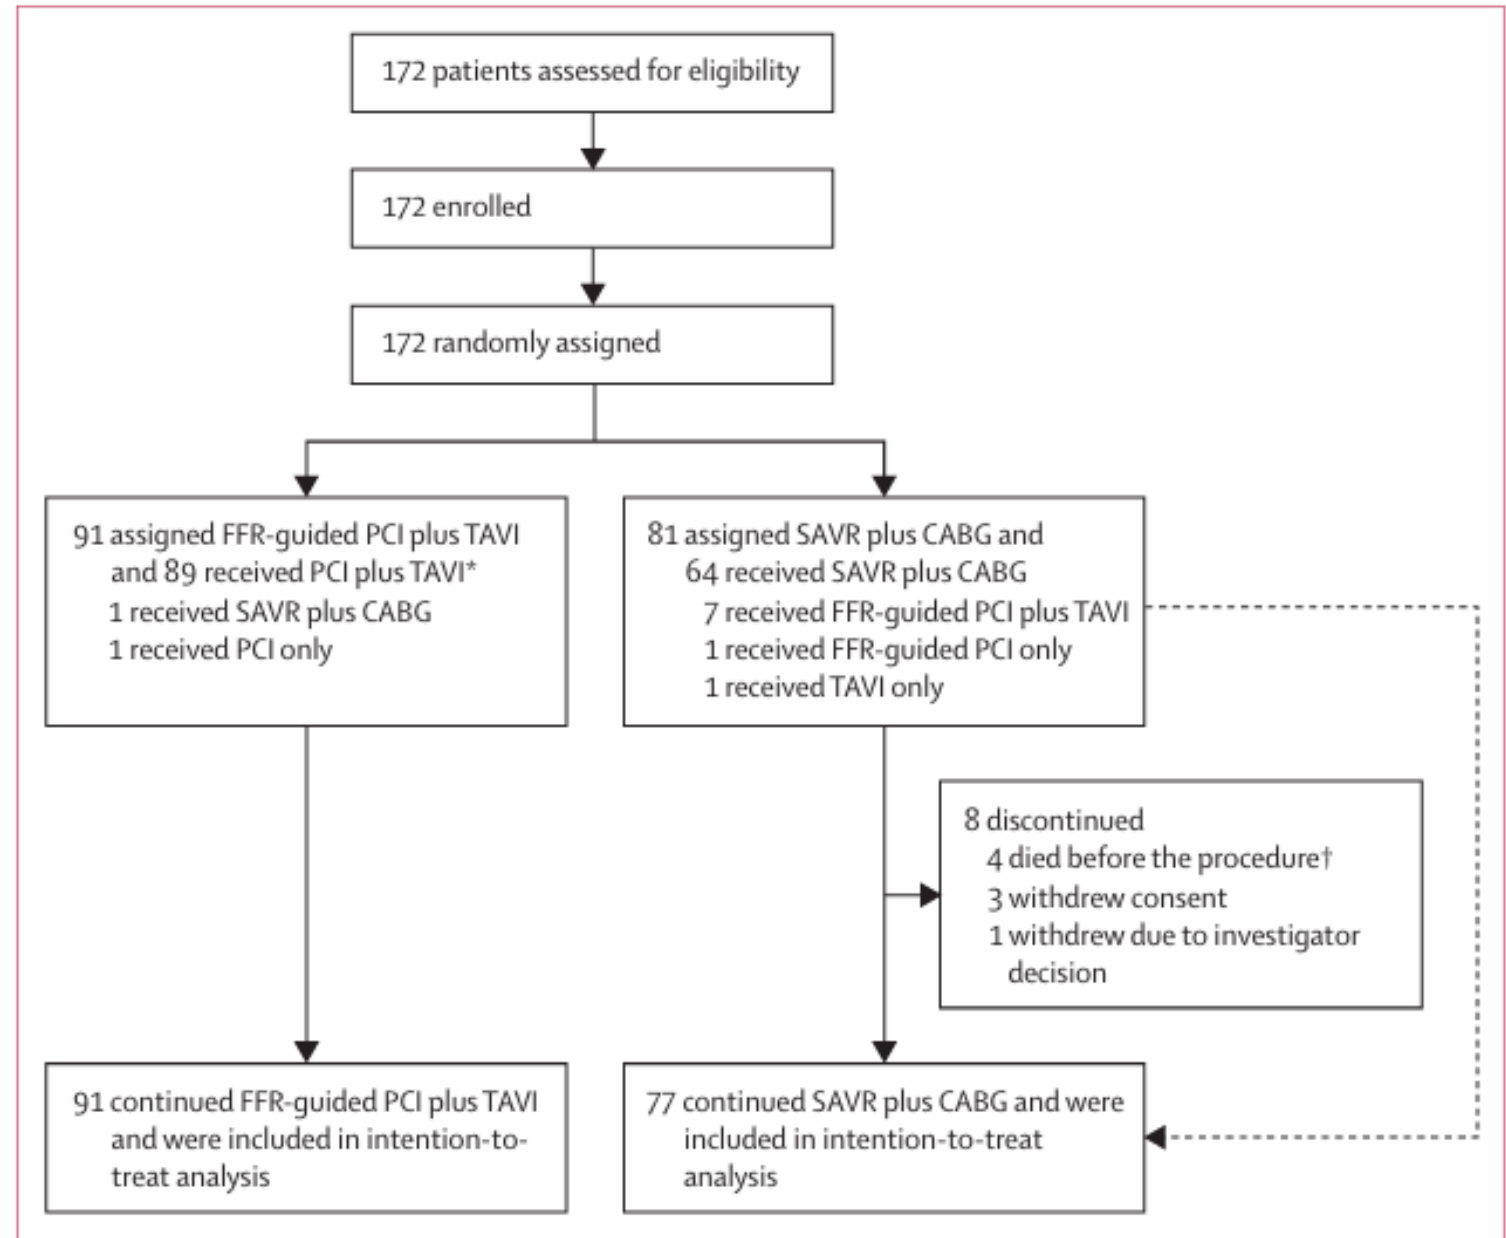 172 patients assessed for eligibility
172 enrolled
172 randomly assigned
91 assigned FFR-guided PCI plus TAVI
and 89 received PCI plus TAVI*
1 received SAVR plus CABG
1 received PCI only
81 assigned SAVR plus CABG and
64 received SAVR plus CABG
7 received FFR-guided PCI plus TAVI
1 received FFR-guided PCI only
1 received TAVI only
8 discontinued
4 died before the procedure†
3 withdrew consent
1 withdrew due to investigator
decision
91 continued FFR-guided PCI plus TAVI
and were included in intention-to-
treat analysis
77 continued SAVR plus CABG and were
included in intention-to-treat
analysis